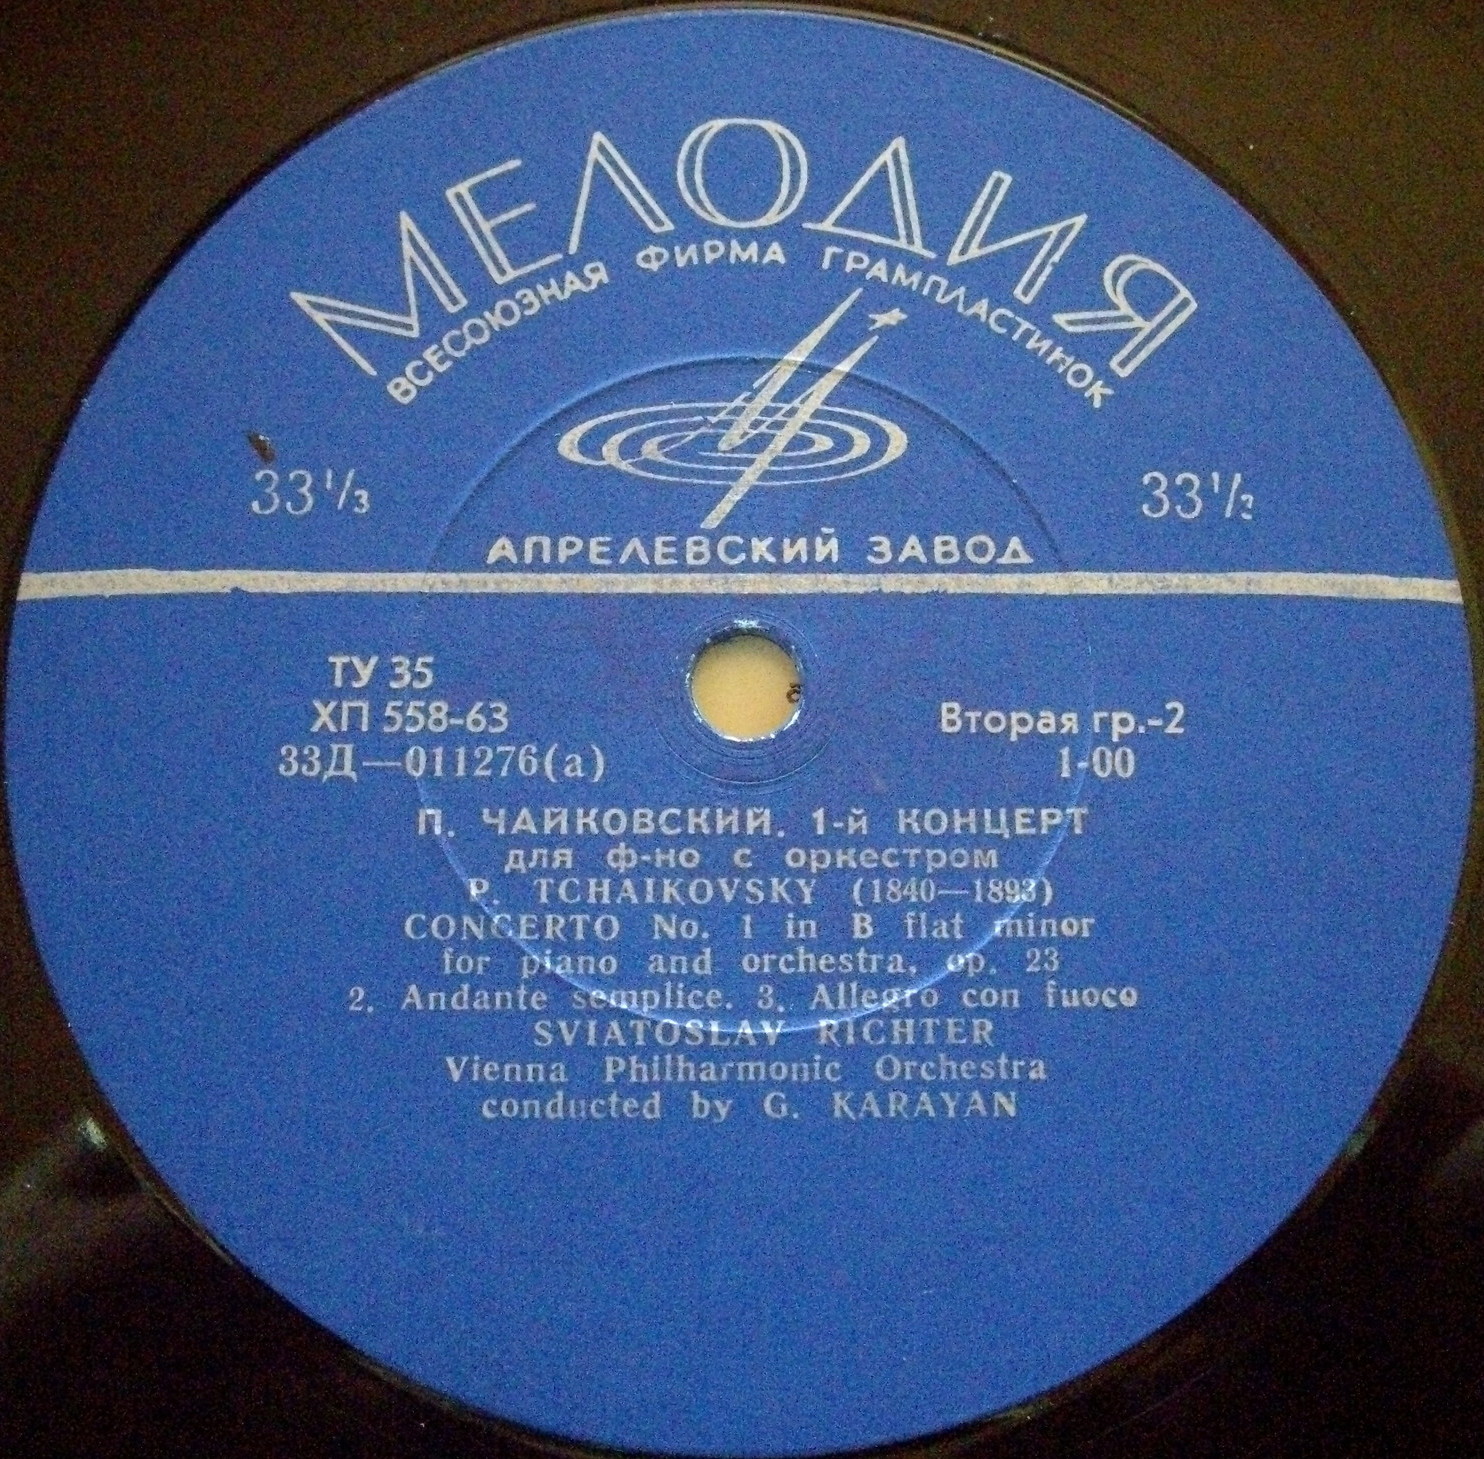 МЕЛОДИЯ
ВСЕСОЮЗНАЯ ФИРМА ГРАМПЛАСТИНОК
33⅓ 33⅓
АПРЕЛЕВСКИЙ ЗАВОД
ТУ 35
ХП 558-63 Вторая гр.-2
33Д—011276(а) 1-00
П. ЧАЙКОВСКИЙ. 1-й КОНЦЕРТ
для ф-но с оркестром
P. TCHAIKOVSKY (1840—1893)
CONCERTO No. 1 in B flat minor
for piano and orchestra, op. 23
2. Andante semplice. 3. Allegro con fuoco
SVIATOSLAV RICHTER
Vienna Philharmonic Orchestra
conducted by G. KARAYAN